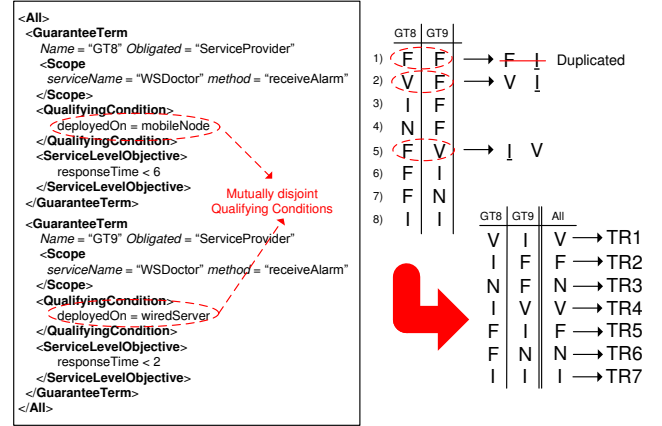 <All>
<GuaranteeTerm
Name = “GT8” Obligated = “ServiceProvider”
<Scope
serviceName = “WSDoctor” method = “receiveAlarm”
</Scope>
<QualifyingCondition>
deployedOn = mobileNode
</QualifyingCondition>
<ServiceLevelObjective>
responseTime < 6
</ServiceLevelObjective>
</GuaranteeTerm>
<GuaranteeTerm
Name = “GT9” Obligated = “ServiceProvider”
<Scope
serviceName = “WSDoctor” method = “receiveAlarm”
</Scope>
<QualifyingCondition>
deployedOn = wiredServer
</QualifyingCondition>
<ServiceLevelObjective>
responseTime < 2
</ServiceLevelObjective>
</GuaranteeTerm>
</All>
Mutually disjoint
Qualifying Conditions
GT8 GT9
1) F F F I Duplicated
2) V F V I
3) I F
4) N F
5) F V I V
6) F I
7) F N
8) I I
GT8 GT9 All
V I V TR1
I F F TR2
N F N TR3
I V V TR4
F I F TR5
F N N TR6
I I I TR7